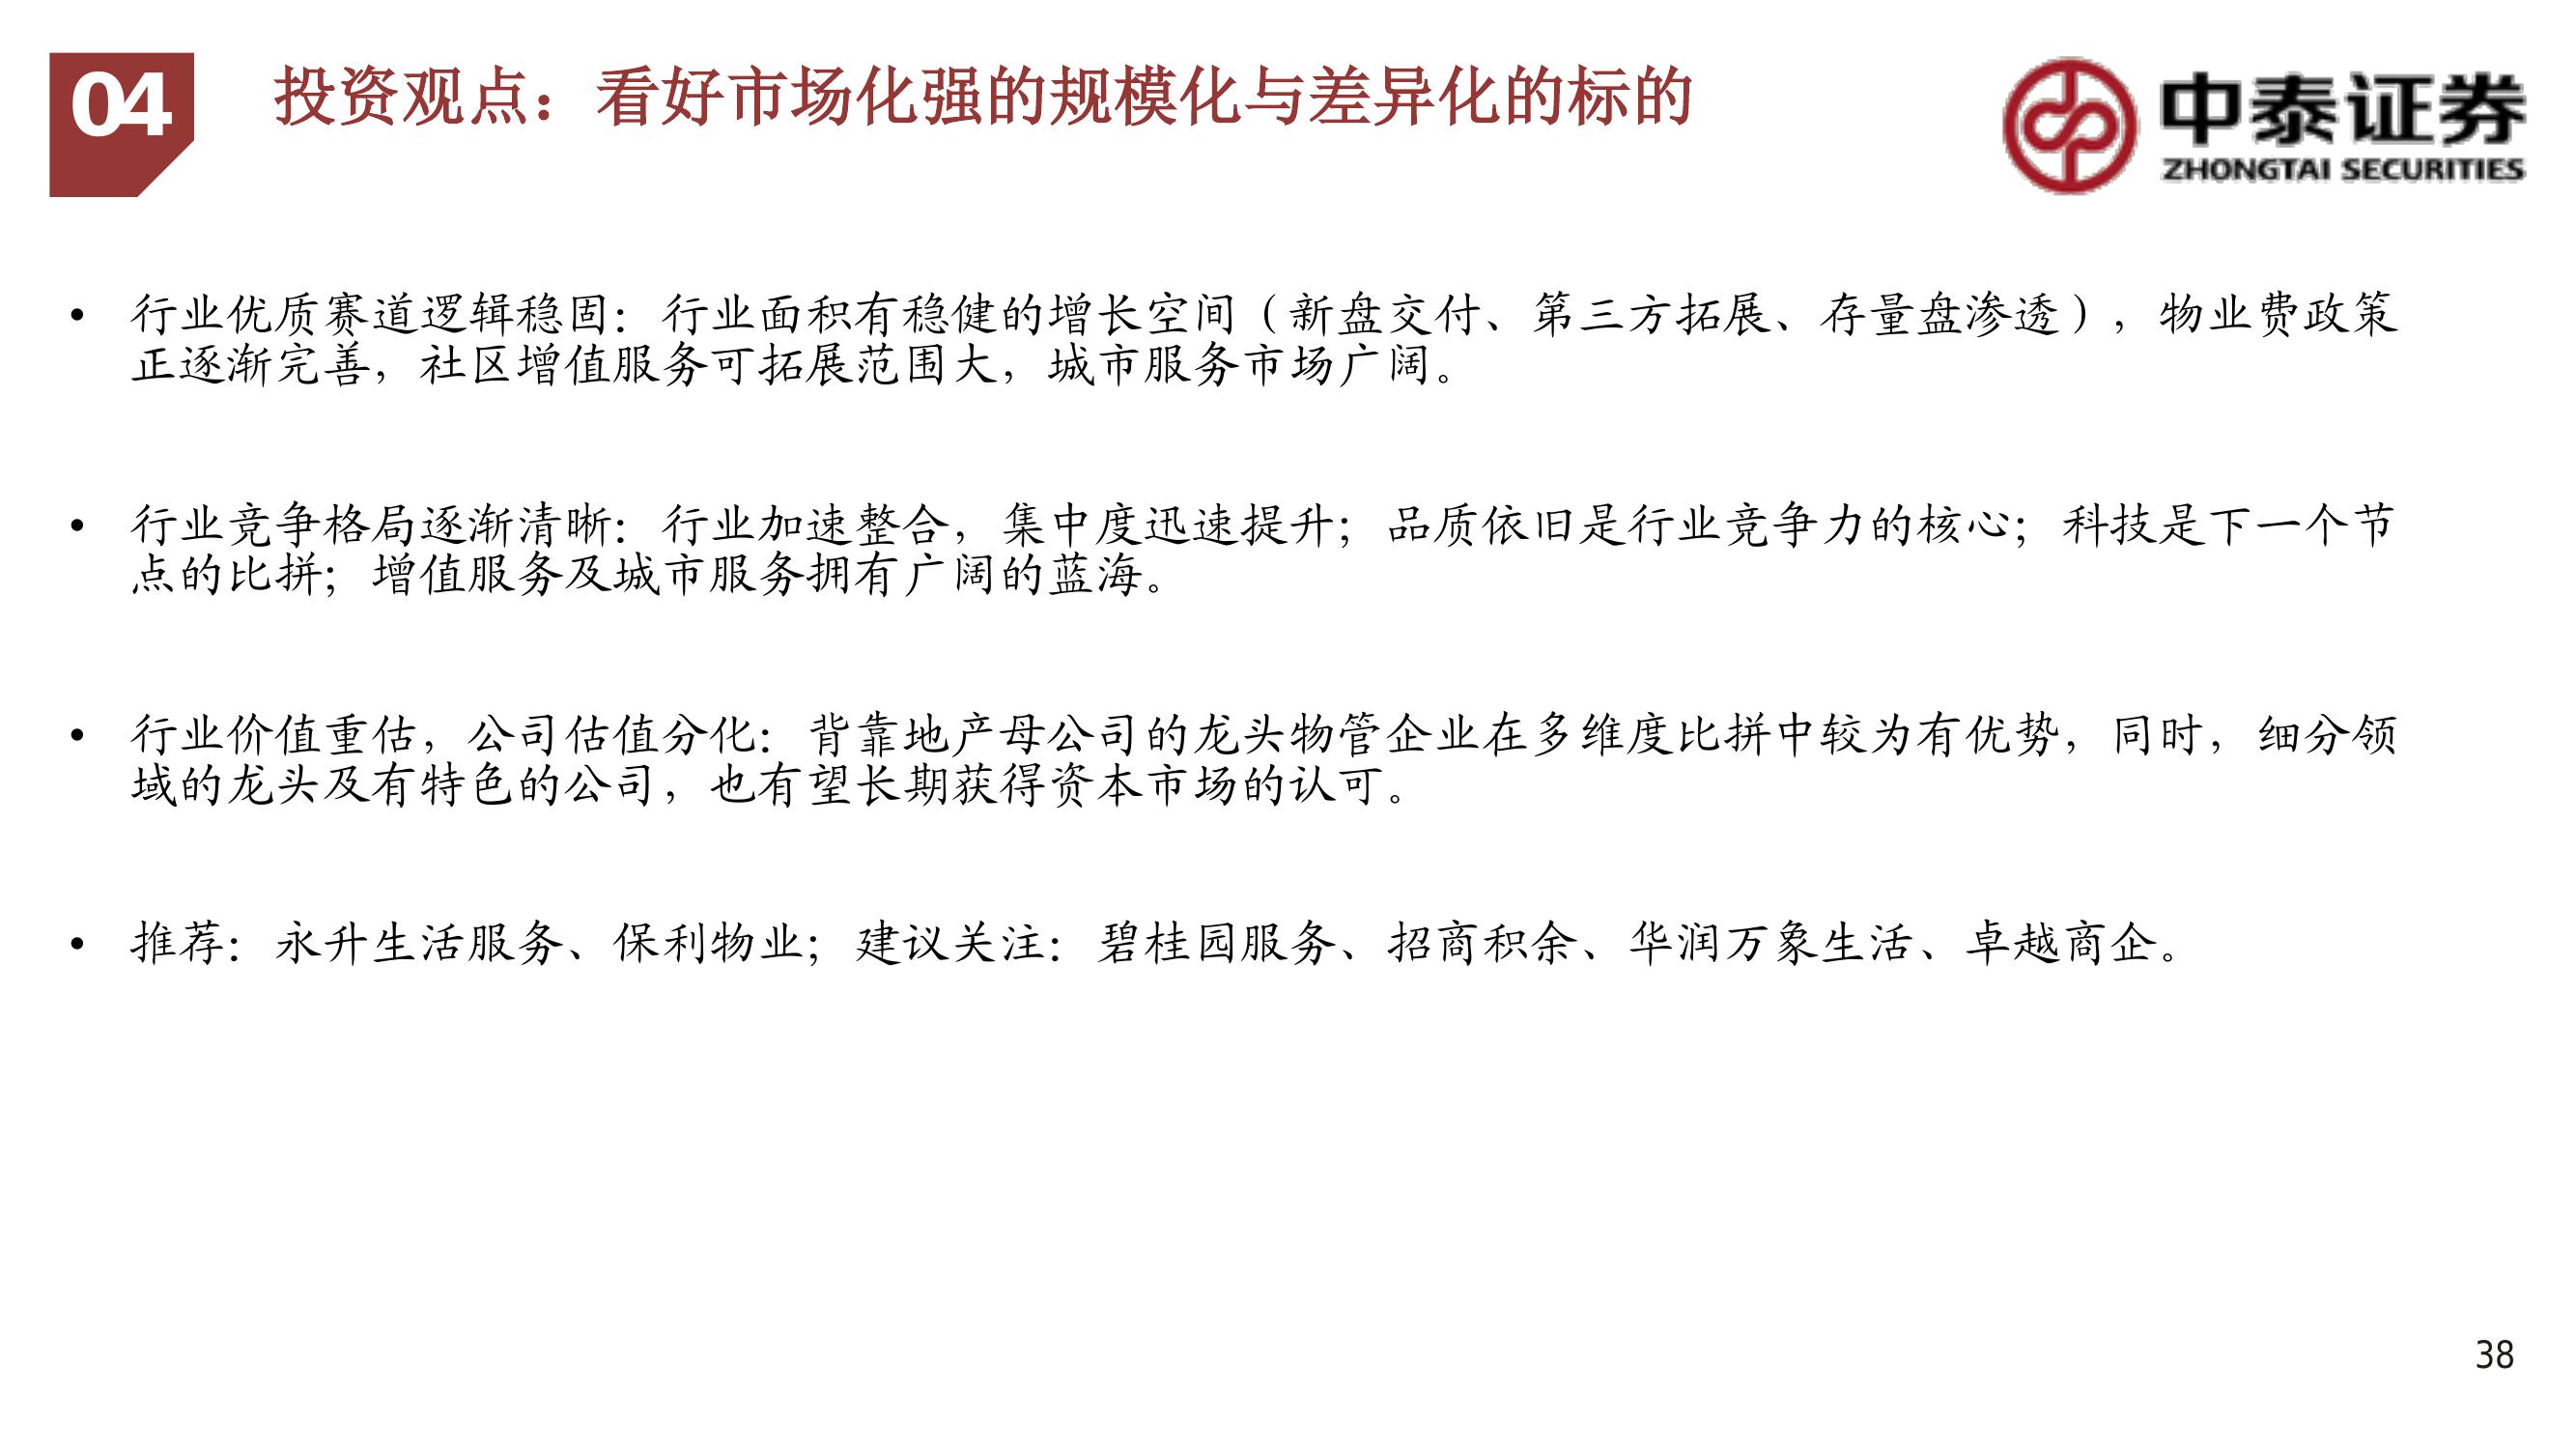 04
投资观点：看好市场化强的规模化与差异化的标的
中泰证券
ZHONGTAI SECURITIES
• 行业优质赛道逻辑稳固：行业面积有稳健的增长空间（新盘交付、第三方拓展、存量盘渗透），物业费政策
正逐渐完善，社区增值服务可拓展范围大，城市服务市场广阔。
• 行业竞争格局逐渐清晰：行业加速整合，集中度迅速提升；品质依旧是行业竞争力的核心；科技是下一个节
点的比拼；增值服务及城市服务拥有广阔的蓝海。
• 行业价值重估，公司估值分化：背靠地产母公司的龙头物管企业在多维度比拼中较为有优势，同时，细分领
域的龙头及有特色的公司，也有望长期获得资本市场的认可。
• 推荐：永升生活服务、保利物业；建议关注：碧桂园服务、招商积余、华润万象生活、卓越商企。
38